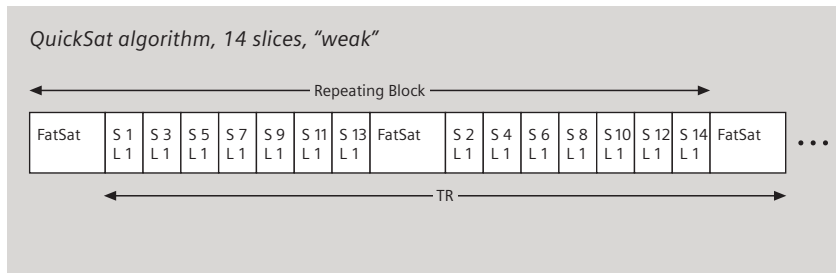 QuickSat algorithm, 14 slices, “weak”
Repeating Block
FatSat S 1 S 3 S 5 S 7 S 9 S 11 S 13 FatSat S 2 S 4 S 6 S 8 S 10 S 12 S 14 FatSat
L 1 L 1 L 1 L 1 L 1 L 1 L 1 L 1 L 1 L 1 L 1 L 1 L 1 L 1 •••
TR